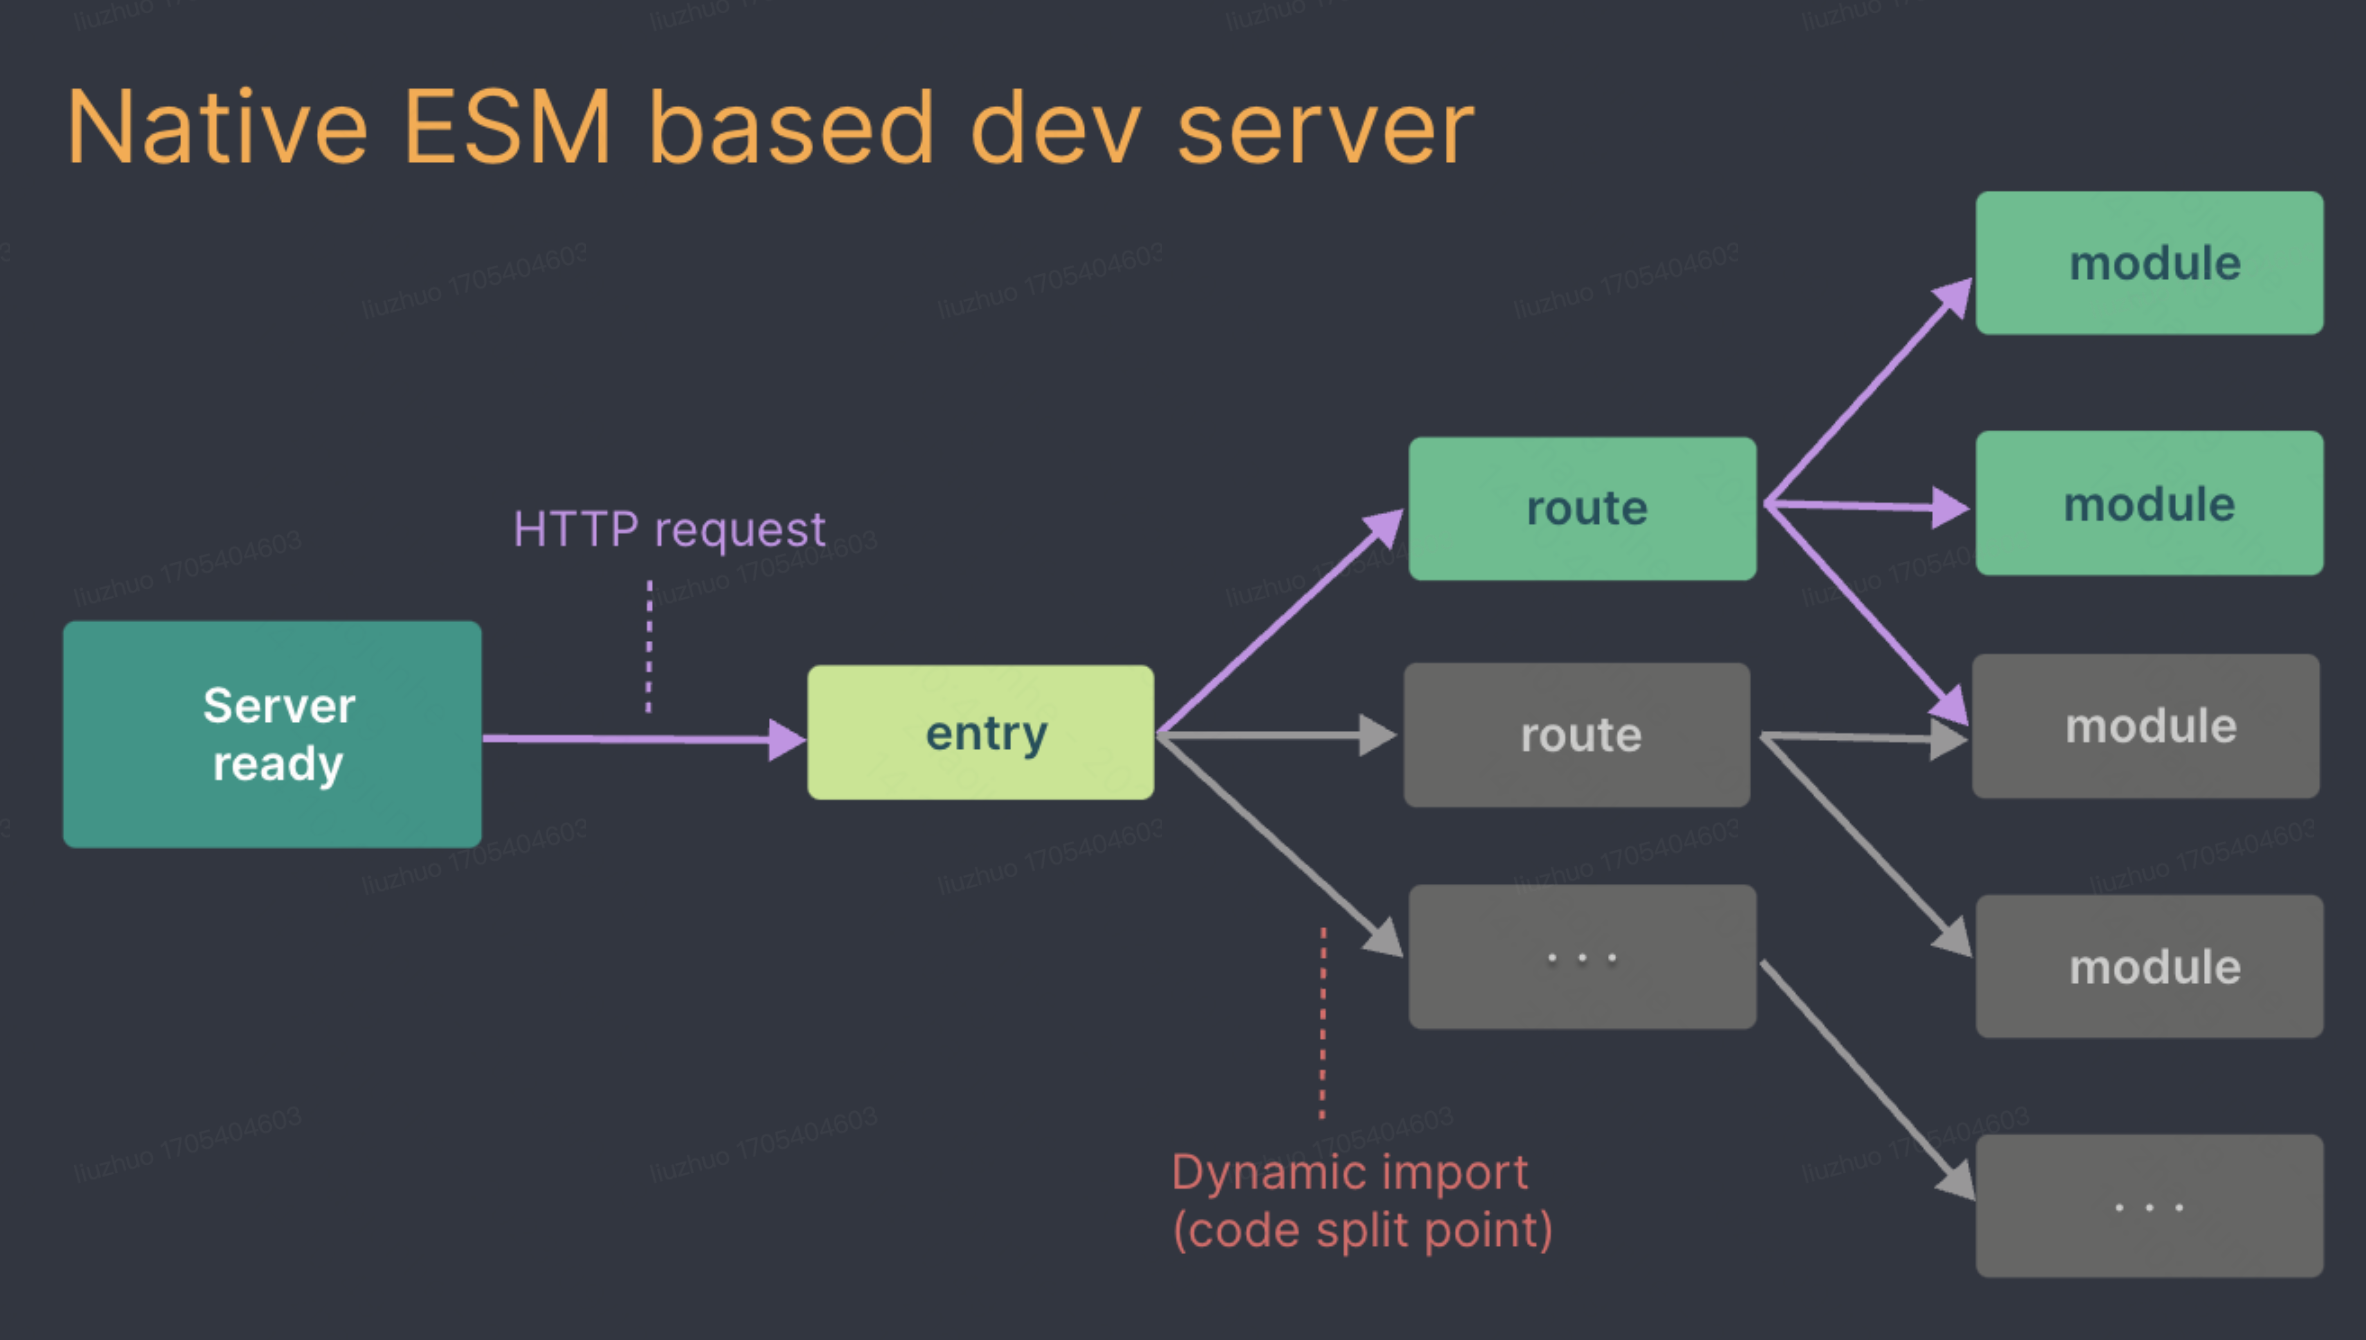 Native ESM based dev server
module
HTTP request
route
module
Server
ready
entry
route
module
. . .
module
Dynamic import
(code split point)
. . .
liuzhuo 1705404603